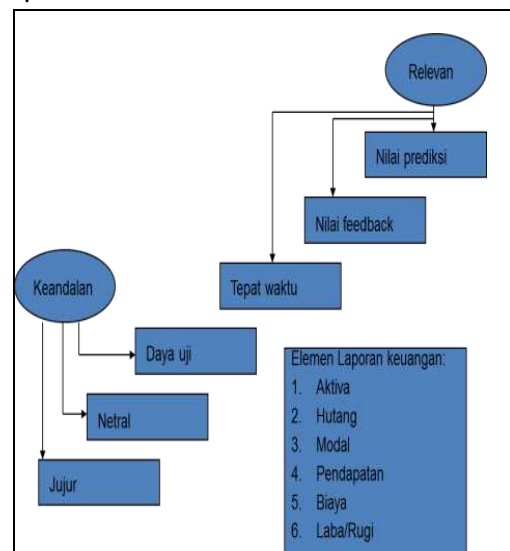 Relevan
Nilai prediksi
Nilai feedback
Tepat waktu
Keandalan
Daya uji
Netral
Jujur
Elemen Laporan keuangan:
1. Aktiva
2. Hutang
3. Modal
4. Pendapatan
5. Biaya
6. Laba/Rugi